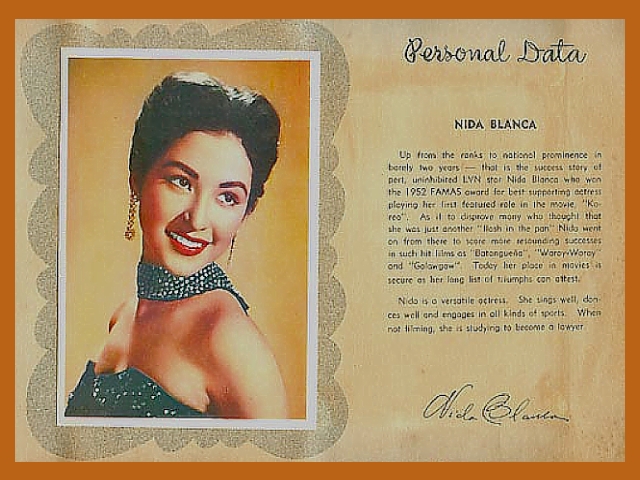 Personal Data
NIDA BLANCA
Up from the ranks to national prominence in
barely two years — that is the success story of
pert, uninhibited LVN star Nida Blanca who won
the 1952 FAMAS award for best supporting actress
playing her first featured role in the movie, "Ko-
rea". As if to disprove many who thought that
she was just another "flash in the pan" Nida went
on from there to score more resounding successes
in such hit films as "Batangueña", "Waray-Waray"
and "Galawgaw". Today her place in movies is
secure as her long list of triumphs can attest.
Nida is a versatile actress. She sings well, dan-
ces well and engages in all kinds of sports. When
not filming, she is studying to become a lawyer.
Nida Blanca